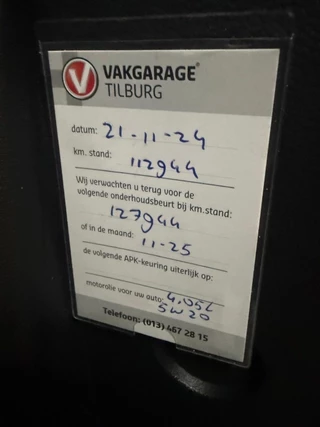 VAKGARAGE®
TILBURG
datum: 21-11-24
km. stand: 112944
Wij verwachten u terug voor de
volgende onderhoudsbeurt bij km.stand:
127944
of in de maand: 11-25
de volgende APK-keuring uiterlijk op:
motorolie voor uw auto: 4.05L
5W20
Telefoon: (013) 467 28 15